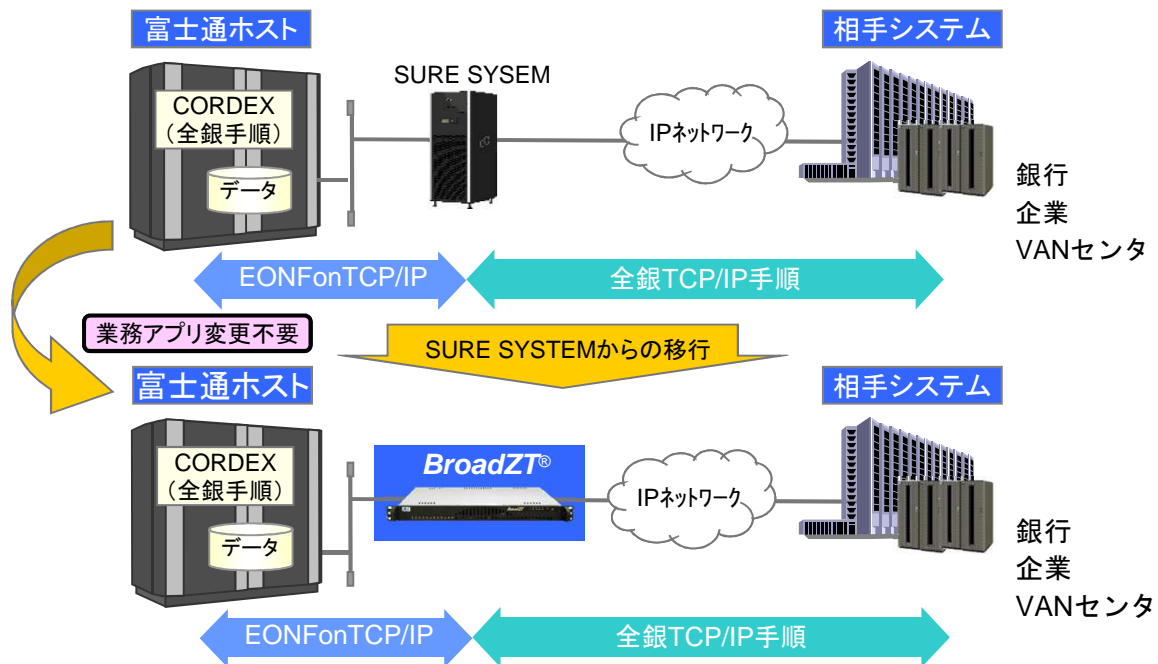 富士通ホスト
相手システム
SURE SYSEM
CORDEX
(全銀手順)
データ
IPネットワーク
銀行
企業
VANセンタ
EONFonTCP/IP
全銀TCP/IP手順
業務アプリ変更不要
SURE SYSTEMからの移行
富士通ホスト
相手システム
CORDEX
(全銀手順)
データ
BroadZT®
BroadZT
IPネットワーク
銀行
企業
VANセンタ
EONFonTCP/IP
全銀TCP/IP手順